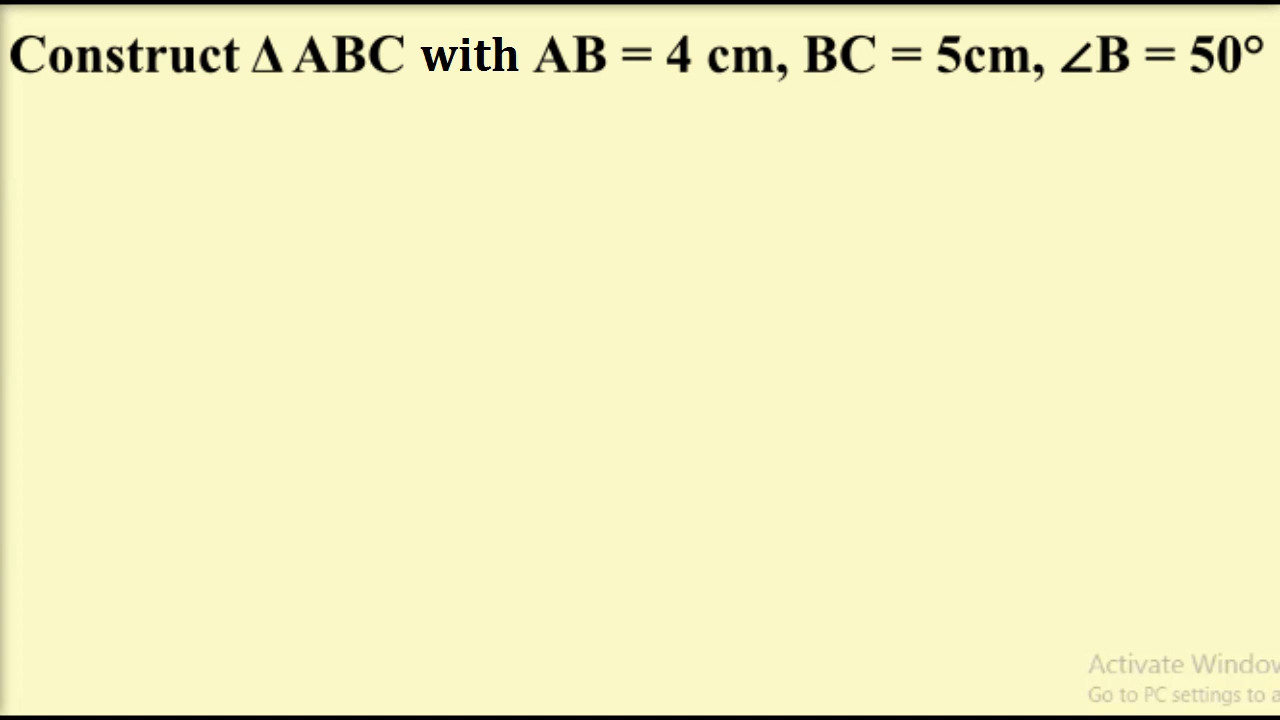 Construct Δ ABC with AB = 4 cm, BC = 5cm, ∠B = 50°
Activate Window
Go to PC settings to a